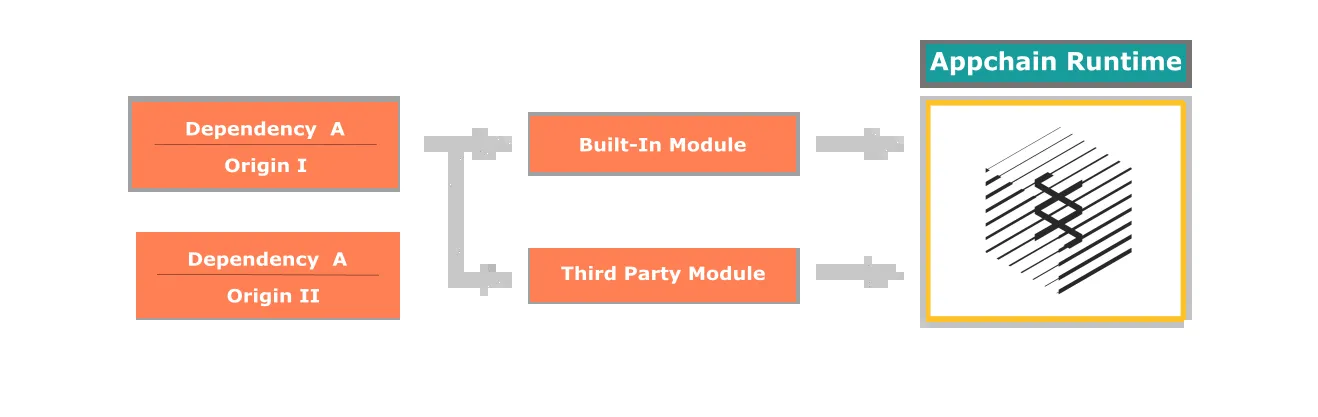 Appchain Runtime
Dependency A
Origin I
Built-In Module
Dependency A
Origin II
Third Party Module